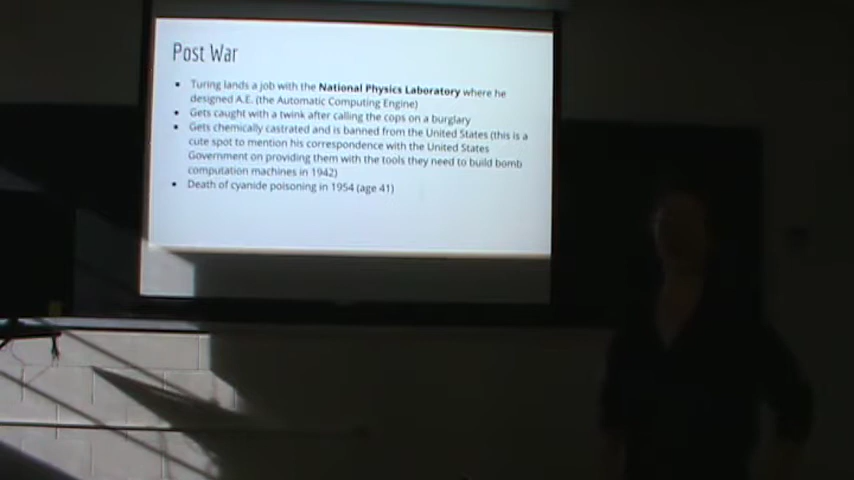 Post War
• Turing lands a job with the National Physics Laboratory where he
designed A.E. (the Automatic Computing Engine)
• Gets caught with a twink after calling the cops on a burglary
• Gets chemically castrated and is banned from the United States (this is a
cute spot to mention his correspondence with the United States
Government on providing them with the tools they need to build bomb
computation machines in 1942)
• Death of cyanide poisoning in 1954 (age 41)